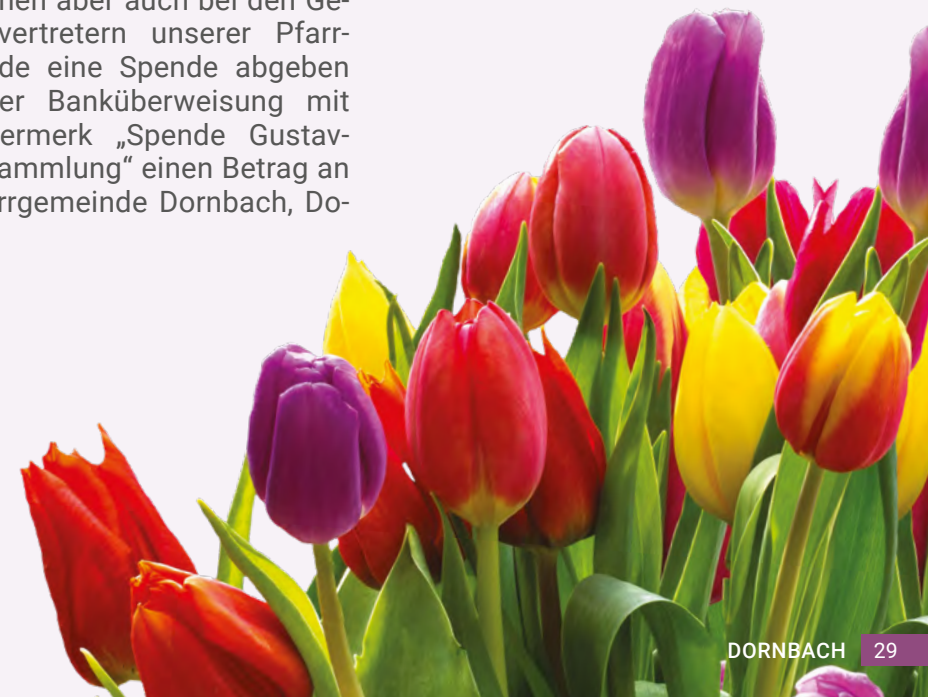 nen aber auch bei den Ge-
vertretern unserer Pfarr-
de eine Spende abgeben
er Banküberweisung mit
ermerk „Spende Gustav-
ammlung“ einen Betrag an
rrgemeinde Dornbach, Do-
DORNBACH 29